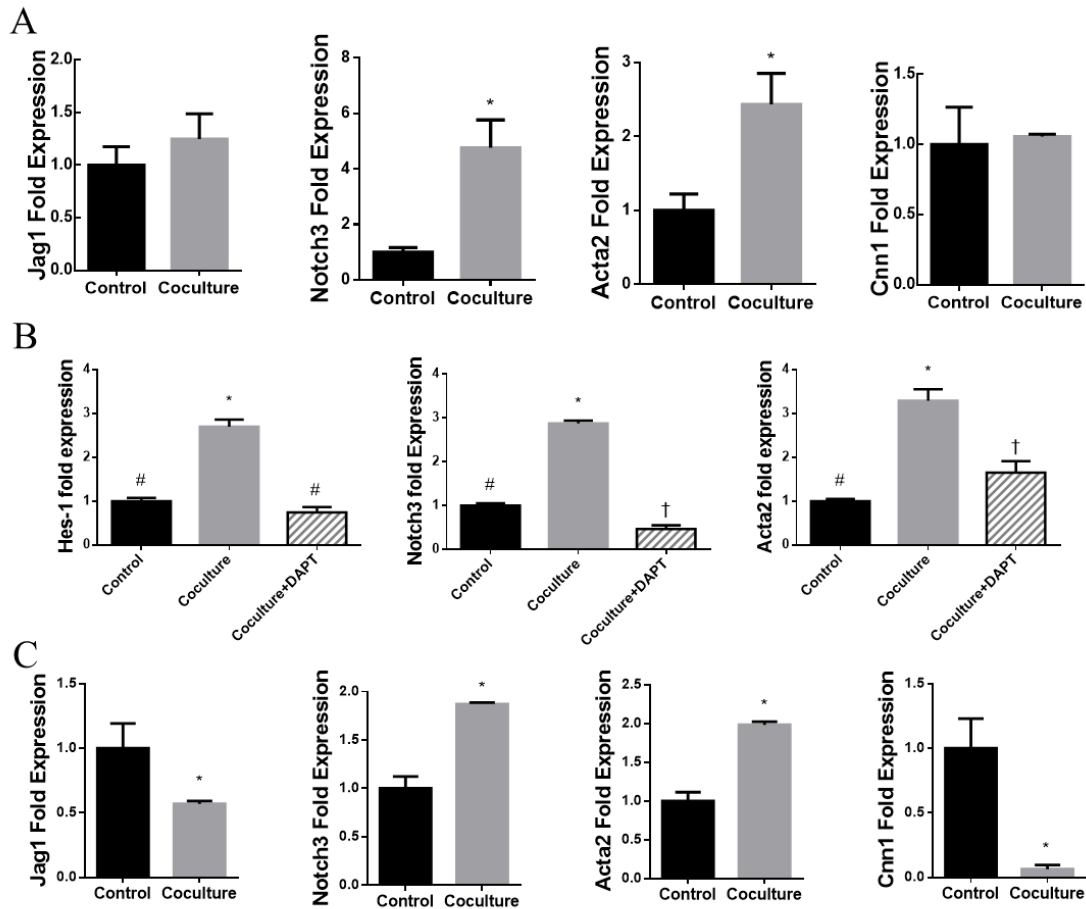 A
Jag1 Fold Expression
2.0
1.5
1.0
0.5
0.0
Control Coculture
Notch3 Fold Expression
8
6
4
2
0
*
Control Coculture
Acta2 Fold Expression
3
2
1
0
*
Control Coculture
Cnn1 Fold Expression
1.5
1.0
0.5
0.0
Control Coculture
B
Hes-1 fold expression
4
3
2
1
0
#
*
#
Control
Coculture
Coculture+DAPT
Notch3 fold Expression
4
3
2
1
0
#
*
†
Control
Coculture
Coculture+DAPT
Acta2 fold expression
4
3
2
1
0
#
*
†
Control
Coculture
Coculture+DAPT
C
Jag1 Fold Expression
1.5
1.0
0.5
0.0
*
Control Coculture
Notch3 Fold Expression
2.0
1.5
1.0
0.5
0.0
*
Control Coculture
Acta2 Fold Expression
2.5
2.0
1.5
1.0
0.5
0.0
*
Control Coculture
Cnn1 Fold Expression
1.5
1.0
0.5
0.0
*
Control Coculture